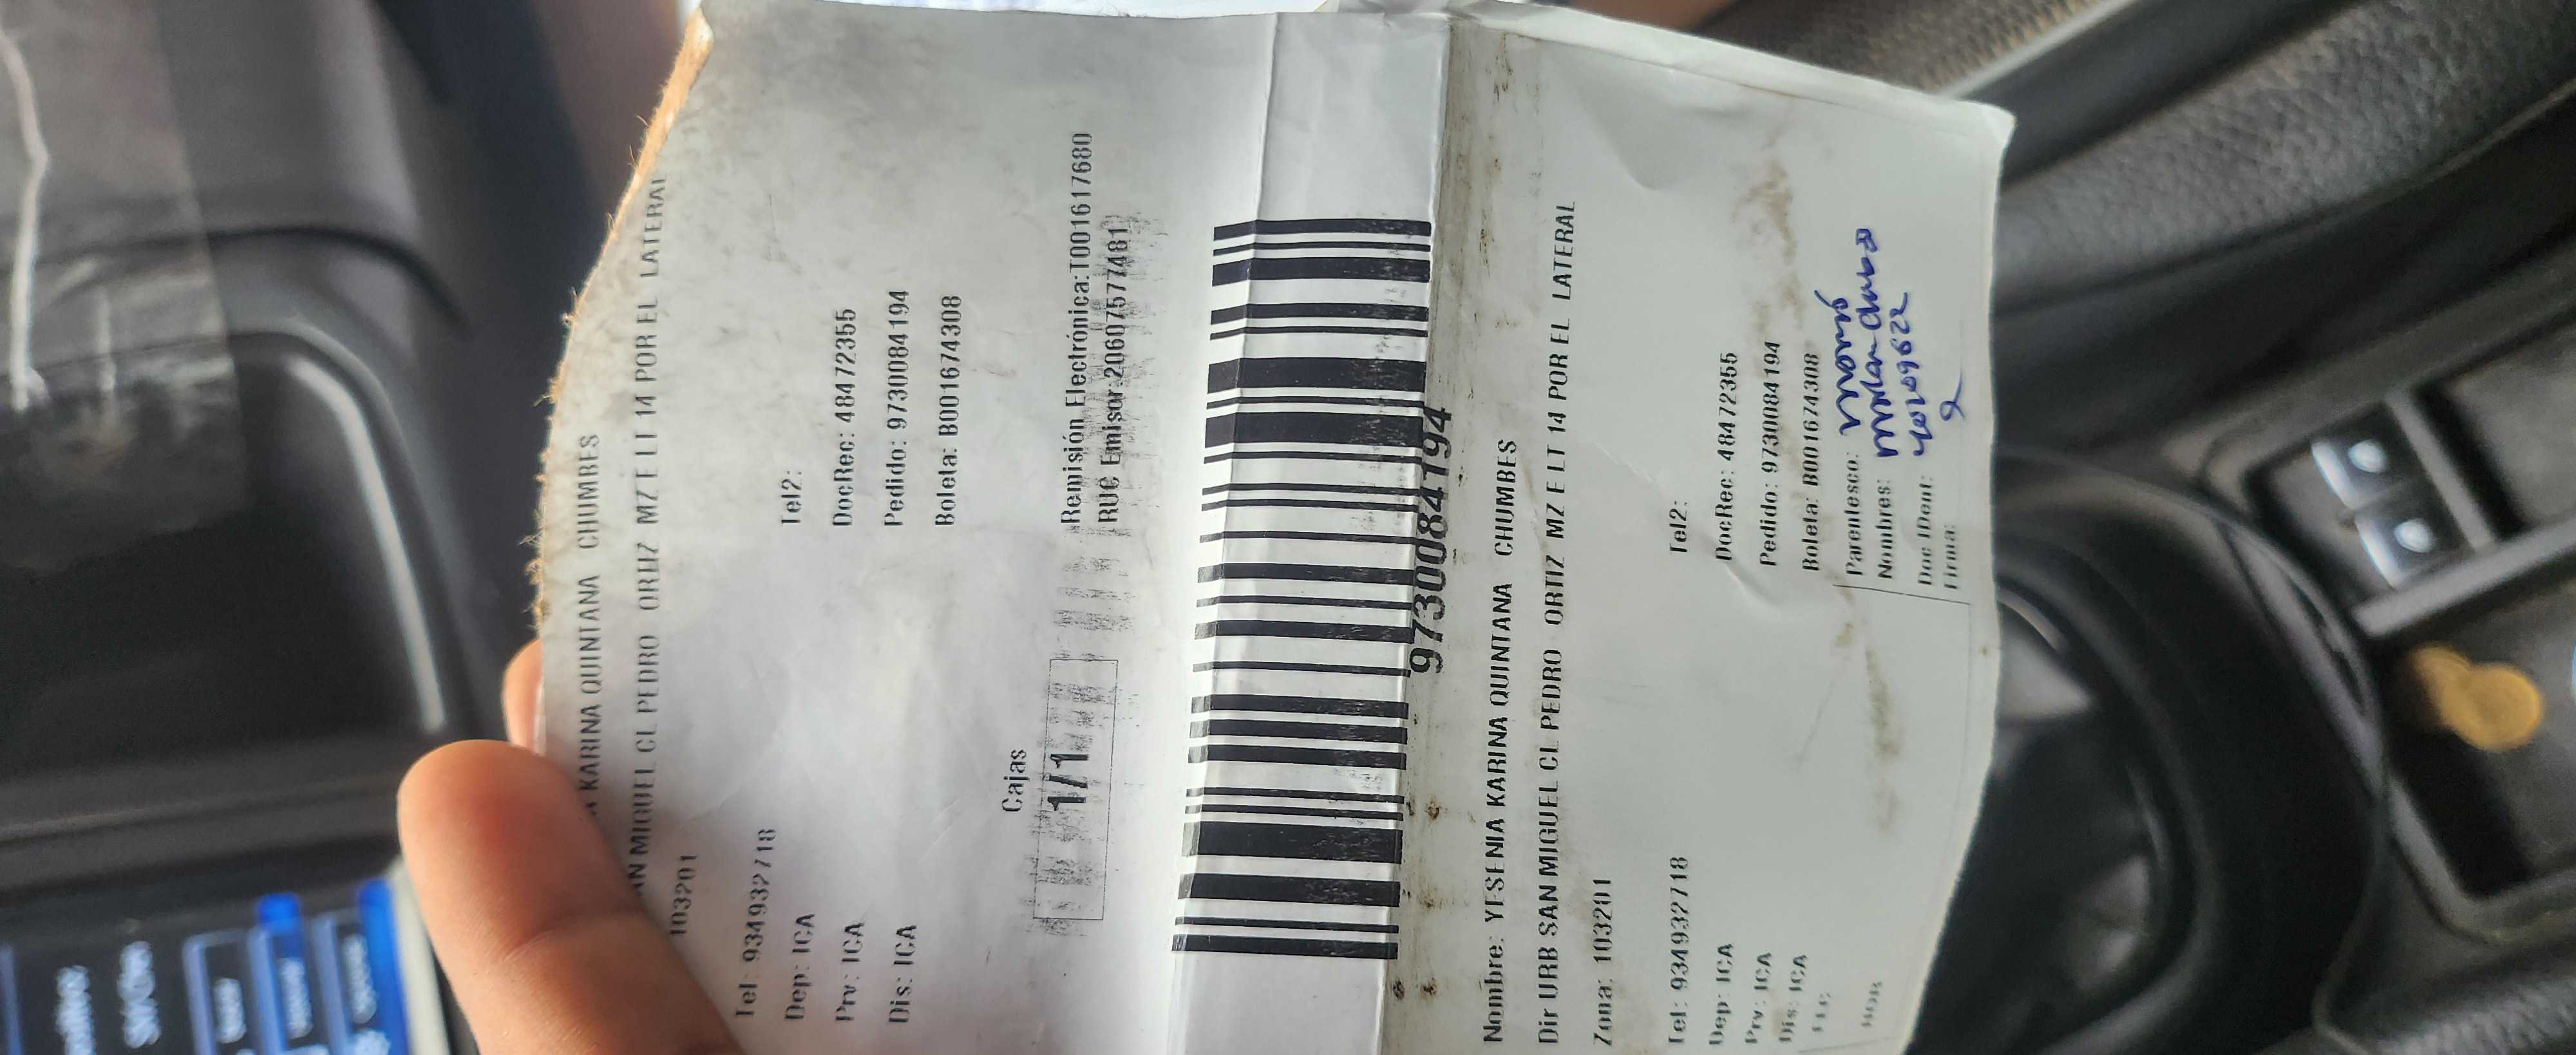 KARINA QUINTANA CHUMBES
AN MIGUEL CL PEDRO ORTIZ MZ E LT 14 POR EL LATERAL
103201
Tel: 934932718
Tel2:
Dep: ICA
DocRec: 48472355
Prv: ICA
Pedido: 9730084194
Dis: ICA
Boleta: B001674308
Cajas
1/1
Remisión Electrónica:T001617680
RUC Emisor:20607577481
9730084194
Nombre: YESENIA KARINA QUINTANA CHUMBES
Dir URB SAN MIGUEL CL PEDRO ORTIZ MZ E LT 14 POR EL LATERAL
Zona: 103201
Tel: 934932718
Tel2:
Dep: ICA
DocRec: 48472355
Prv: ICA
Pedido: 9730084194
Dis: ICA
Boleta: B001674308
Parentesco: mamá
Nombres:
Doc Ident:
Firma:
HOR